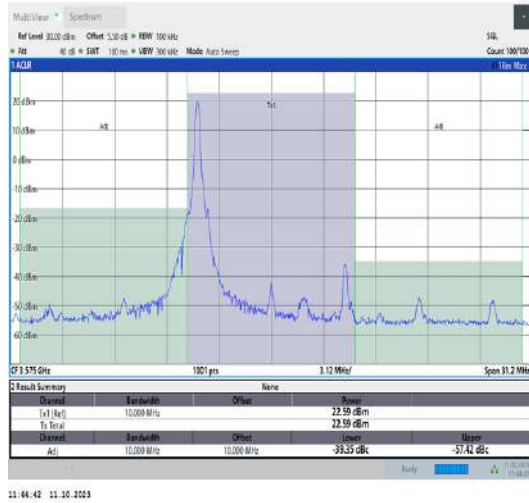 MultiView Spectrum
Ref Level 30.00 dBm Offset 5.50 dB RBW 100 kHz SGL
Att 40 dB SWT 100 ms VBW 300 kHz Mode Auto Sweep Count 100/100
1 ACLR 1Rm Max
20 dBm
Tx1
10 dBm
Adj Adj
0 dBm
-10 dBm
-20 dBm
-30 dBm
-40 dBm
-50 dBm
-60 dBm
CF 3.575 GHz 1001 pts 3.12 MHz/ Span 31.2 MHz
2 Result Summary None
Channel Bandwidth Offset Power
Tx1 (Ref) 10.000 MHz 22.59 dBm
Tx Total 22.59 dBm
Channel Bandwidth Offset Lower Upper
Adj 10.000 MHz 10.000 MHz -39.35 dBc -57.42 dBc
Ready
11:44:42 11.10.2023